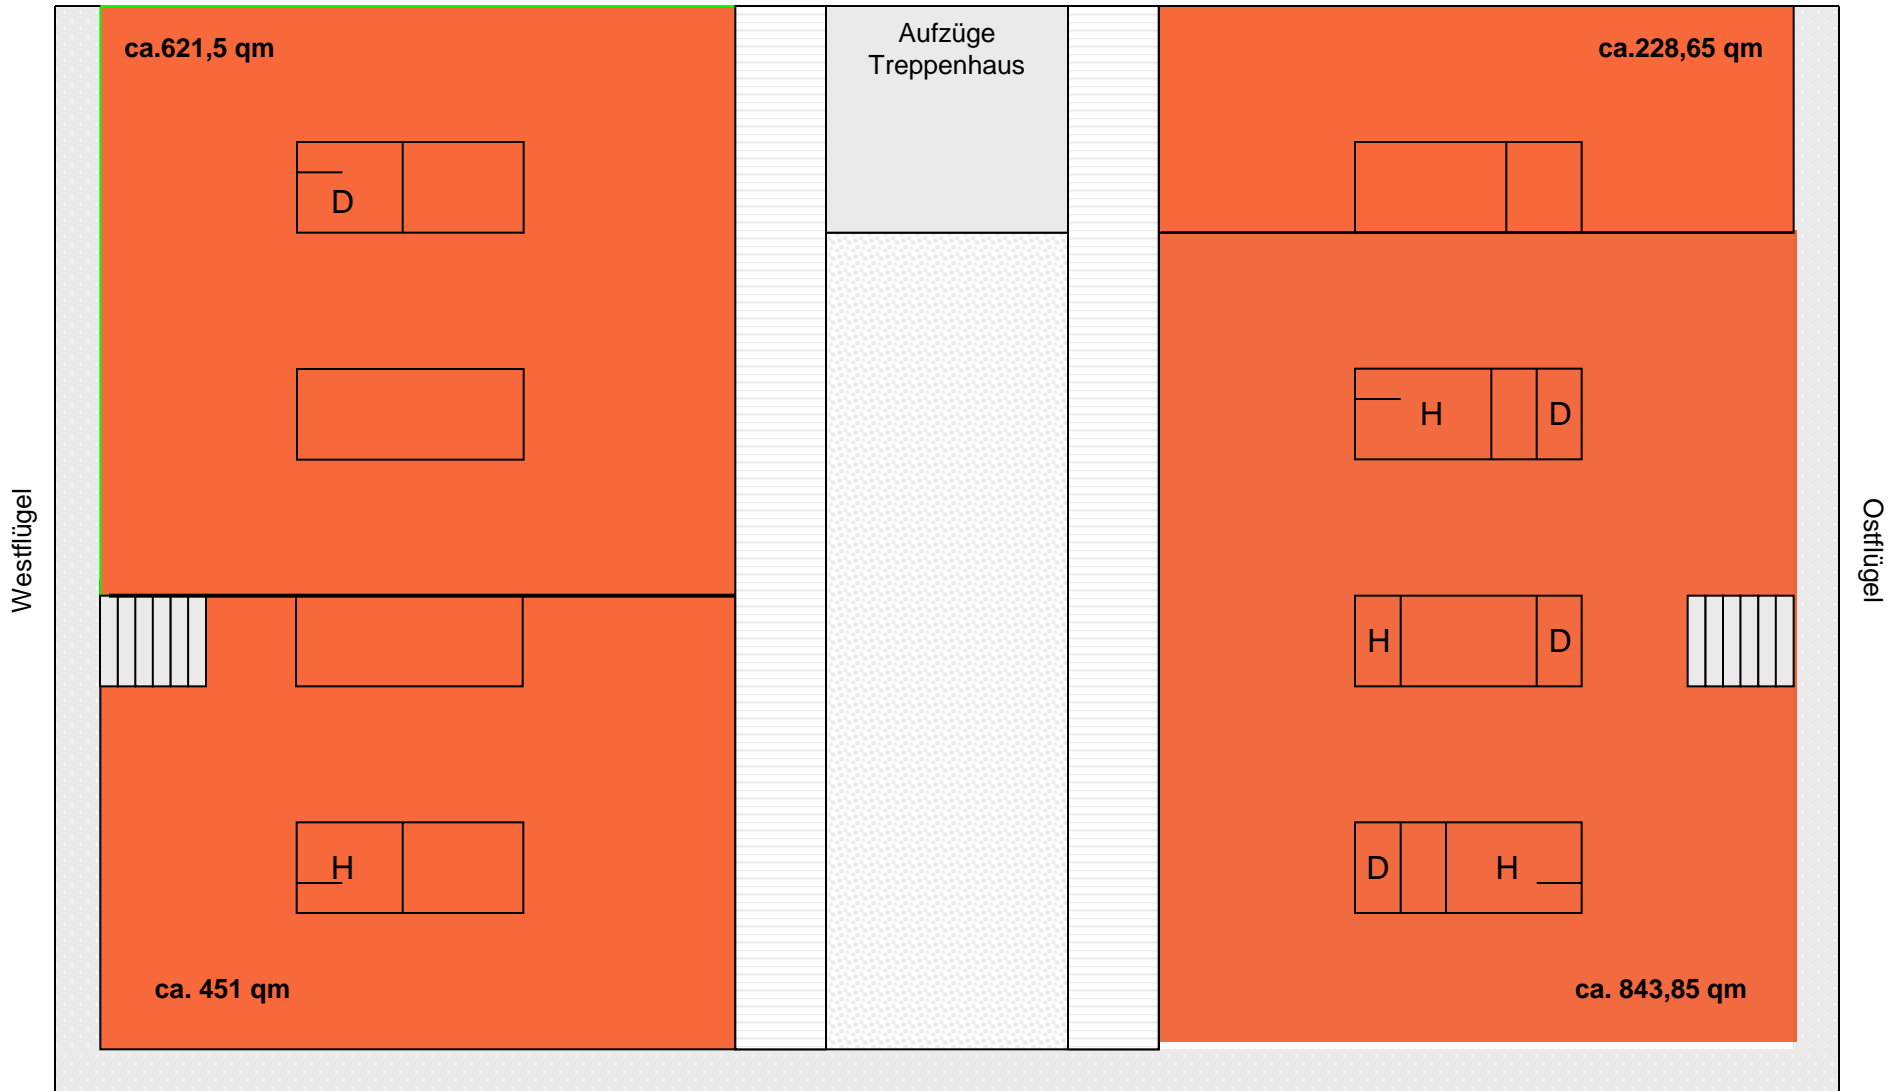 ca.621,5 qm
Aufzüge
Treppenhaus
ca.228,65 qm
D
H
D
Westflügel
Ostflügel
H
D
H
D
H
ca. 451 qm
ca. 843,85 qm